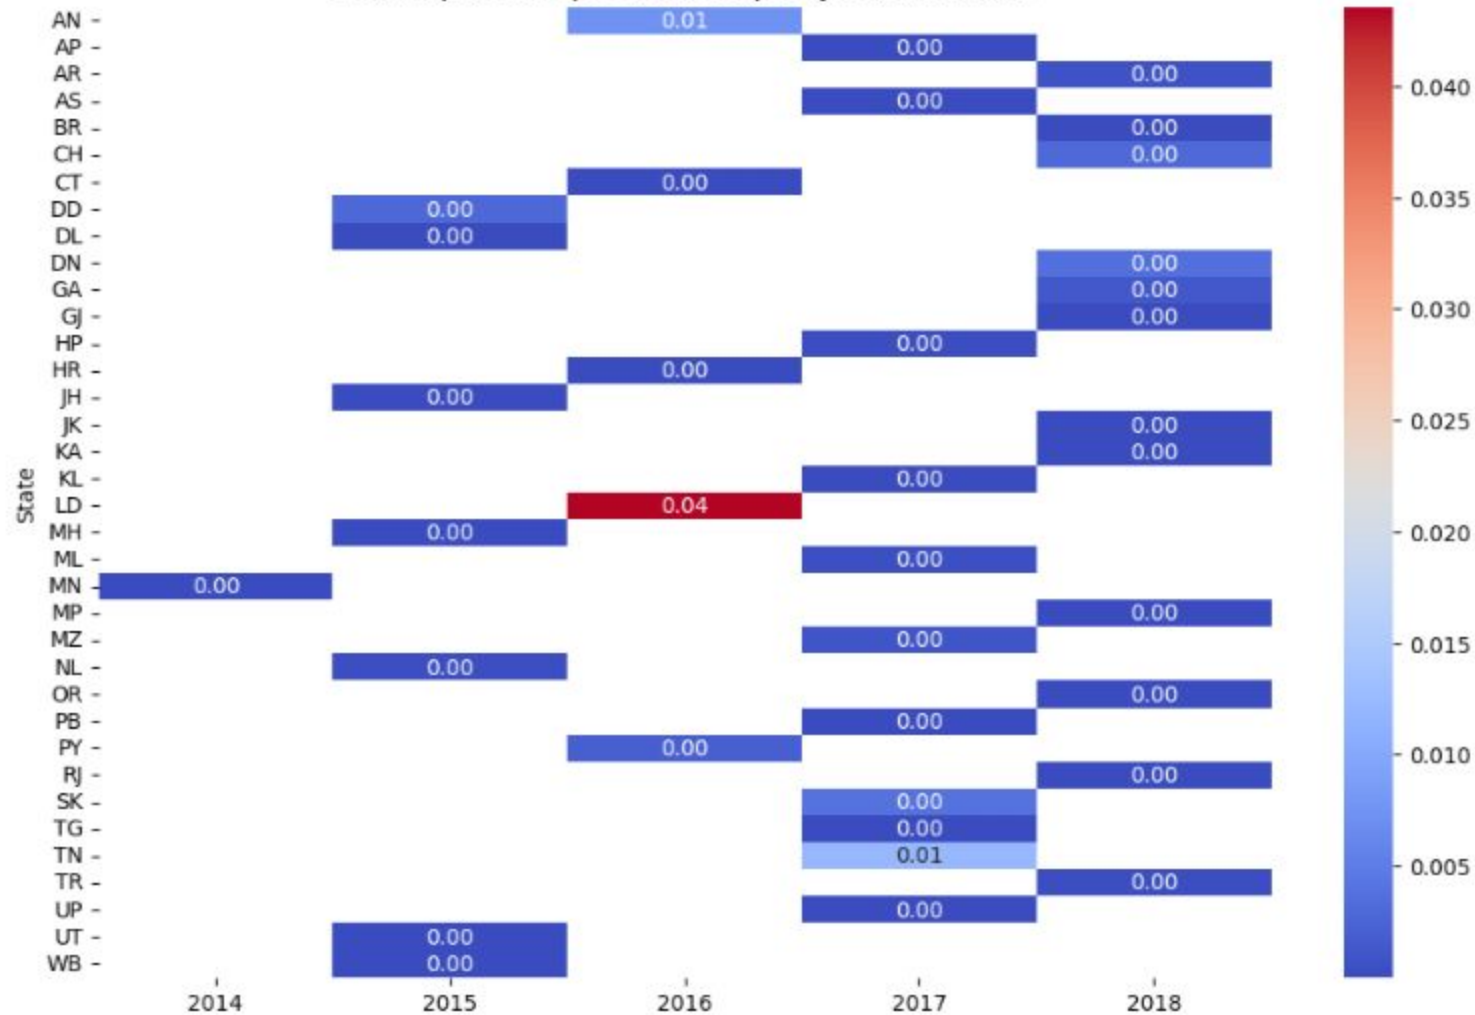 AN 0.01
AP 0.00
AR 0.00 0.040
AS 0.00
BR 0.00
CH 0.00
CT 0.00
DD 0.00 0.035
DL 0.00
DN 0.00
GA 0.00
GJ 0.00 0.030
HP 0.00
HR 0.00
JH 0.00
JK 0.00 0.025
KA 0.00
KL 0.00
State
LD 0.04
MH 0.00 0.020
ML 0.00
MN 0.00
MP 0.00
MZ 0.00 0.015
NL 0.00
OR 0.00
PB 0.00
PY 0.00 0.010
RJ 0.00
SK 0.00
TG 0.00
TN 0.01 0.005
TR 0.00
UP 0.00
UT 0.00
WB 0.00
2014 2015 2016 2017 2018